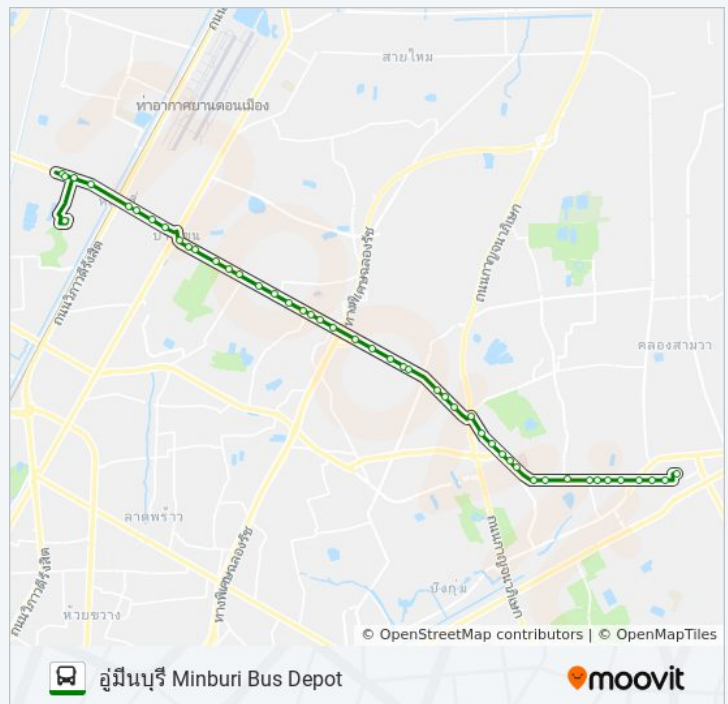 ถนนวิ
สายไหม
ท่าอากาศยานดอนเมือง
ถนนกาญจนาภิเษก
ทางพิเศษฉลองรัช
ถนนวิภาวดีรังสิต
คลองสามวา
ลาดพร้าว
ทางพิเศษฉลองรัช
ถนนกาญจนาภิเษก
ถนนวิภาวดีรังสิต
บึงกุ่ม
ห้วยขวาง
© OpenStreetMap contributors | © OpenMapTiles
อู่มีนบุรี Minburi Bus Depot
moovit